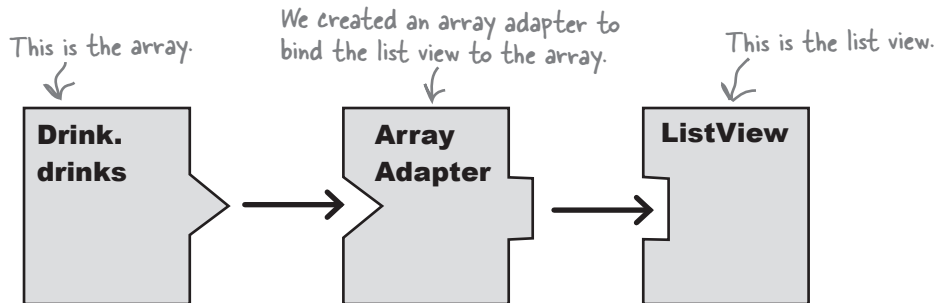 This is the array.
We created an array adapter to
bind the list view to the array.
This is the list view.
Drink.
drinks
Array
Adapter
ListView